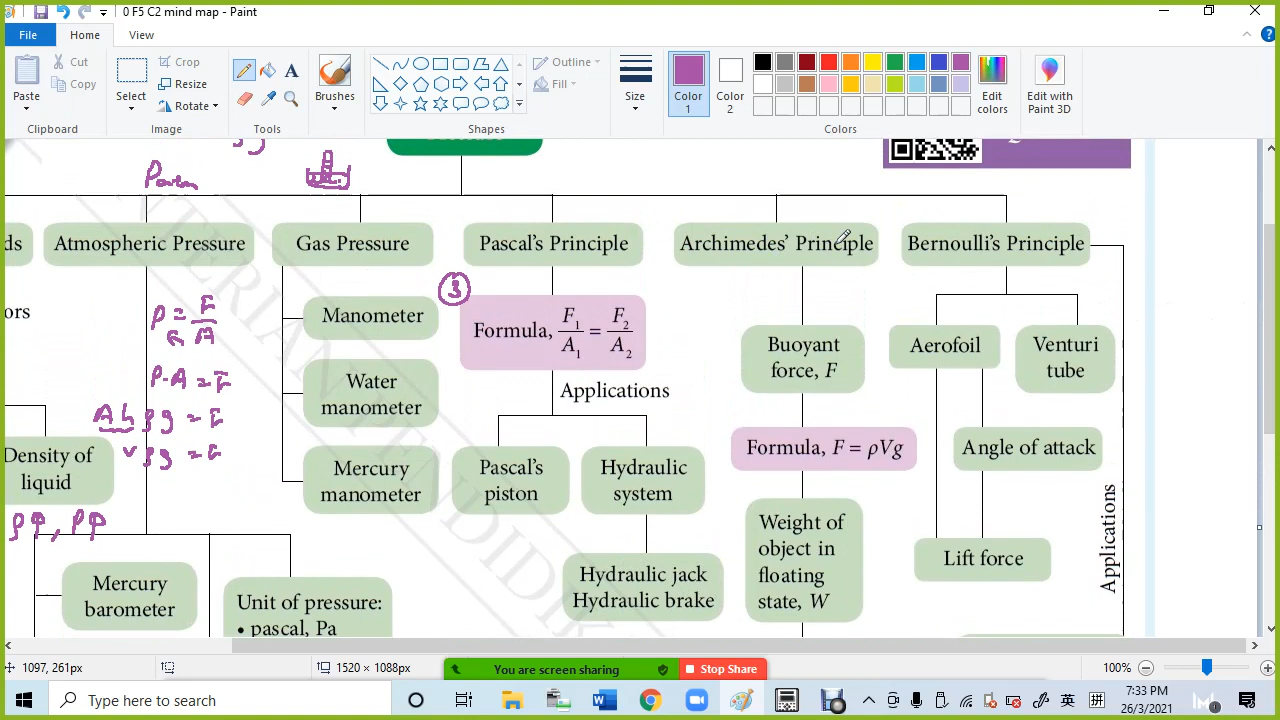 0 F5 C2 mind map - Paint
File
Home
View
Paste
Cut
Copy
Clipboard
Select
Crop
Resize
Rotate
Image
Tools
Brushes
Shapes
Outline
Fill
Size
Color 1
Color 2
Edit colors
Edit with Paint 3D
Colors
ds
Atmospheric Pressure
Gas Pressure
Pascal's Principle
Archimedes' Principle
Bernoulli's Principle
ors
P = F/A
P·A = F
Ahρg = F
Vρg = F
Manometer
Water
manometer
Mercury
manometer
3
Formula, F₁/A₁ = F₂/A₂
Applications
Pascal's
piston
Hydraulic
system
Hydraulic jack
Hydraulic brake
Buoyant
force, F
Formula, F = ρVg
Weight of
object in
floating
state, W
Aerofoil
Venturi
tube
Angle of attack
Lift force
Applications
Density of
liquid
Mercury
barometer
Unit of pressure:
• pascal, Pa
1097, 261px
1520 × 1088px
You are screen sharing
Stop Share
100%
Type here to search
英
拼
7:33 PM
26/3/2021